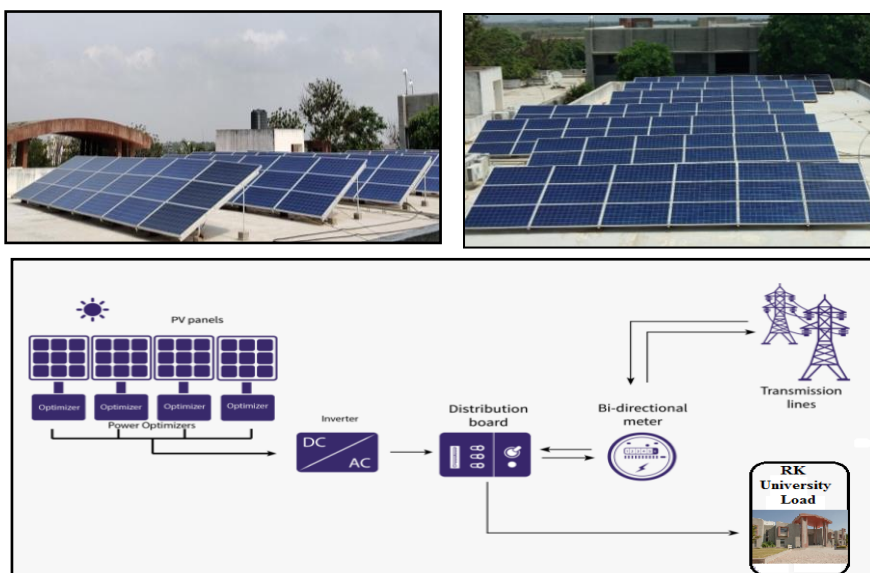 PV panels
Optimizer
Optimizer
Optimizer
Optimizer
Power Optimizers
Inverter
DC
AC
Distribution
board
Bi-directional
meter
Transmission
lines
RK
University
Load